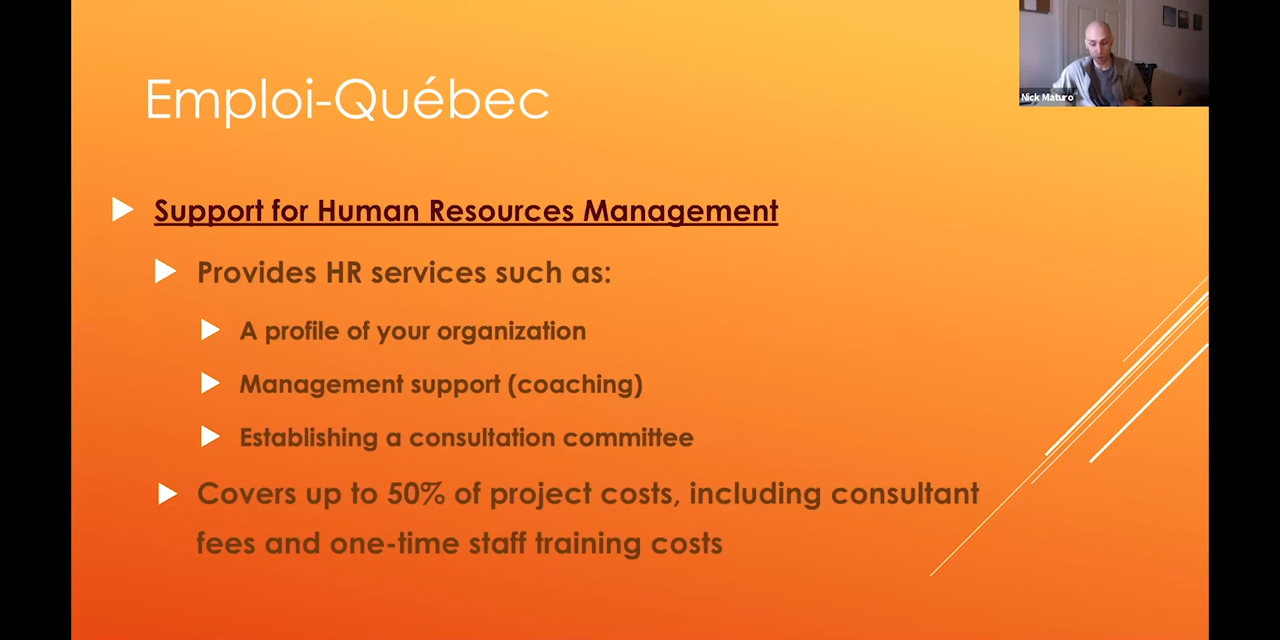 Emploi-Québec
Nick Maturo
Support for Human Resources Management
Provides HR services such as:
A profile of your organization
Management support (coaching)
Establishing a consultation committee
Covers up to 50% of project costs, including consultant
fees and one-time staff training costs